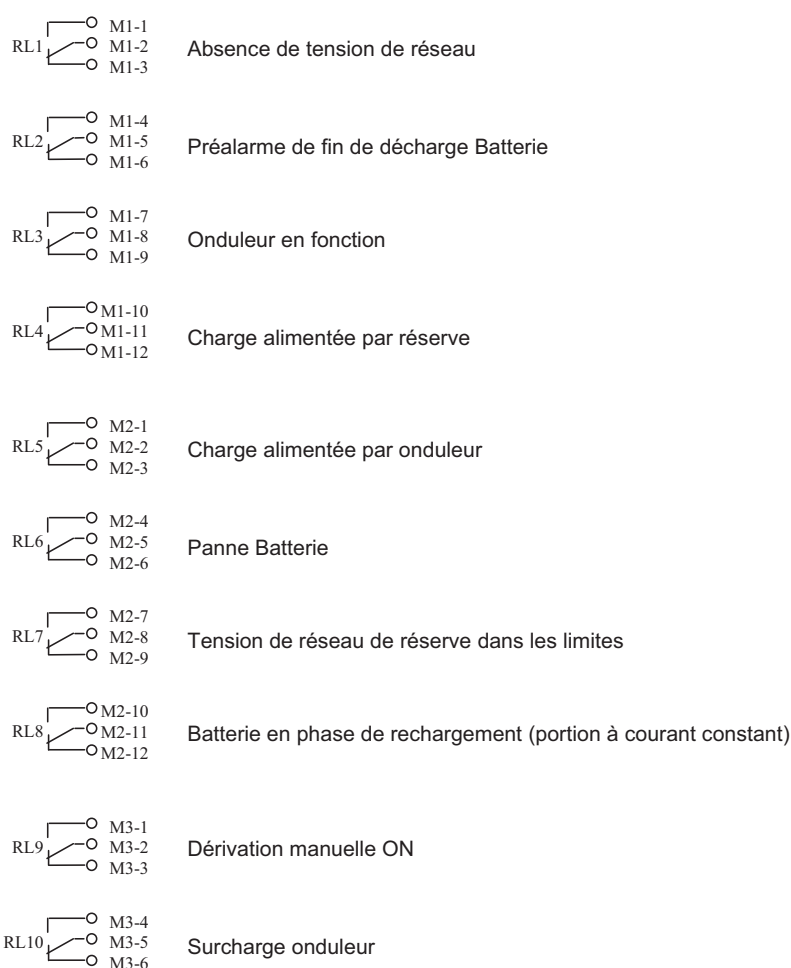 M1-1
RL1 M1-2 Absence de tension de réseau
M1-3
M1-4
RL2 M1-5 Préalarme de fin de décharge Batterie
M1-6
M1-7
RL3 M1-8 Onduleur en fonction
M1-9
M1-10
RL4 M1-11 Charge alimentée par réserve
M1-12
M2-1
RL5 M2-2 Charge alimentée par onduleur
M2-3
M2-4
RL6 M2-5 Panne Batterie
M2-6
M2-7
RL7 M2-8 Tension de réseau de réserve dans les limites
M2-9
M2-10
RL8 M2-11 Batterie en phase de rechargement (portion à courant constant)
M2-12
M3-1
RL9 M3-2 Dérivation manuelle ON
M3-3
M3-4
RL10 M3-5 Surcharge onduleur
M3-6